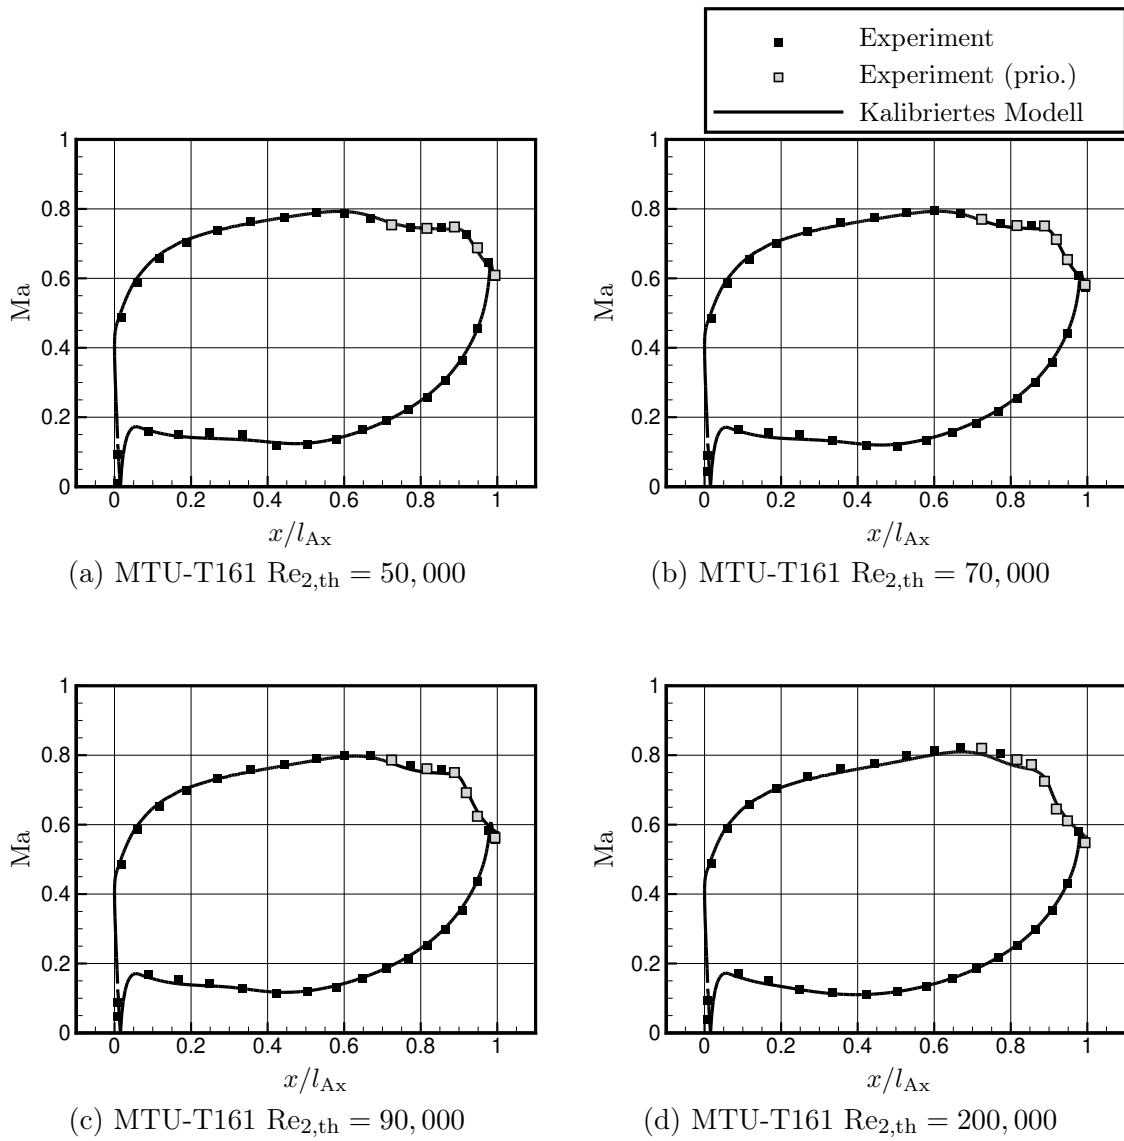 Experiment
Experiment (prio.)
Kalibriertes Modell
1
0.8
0.6
0.4
0.2
0
Ma
0 0.2 0.4 0.6 0.8 1
x/l_Ax
(a) MTU-T161 Re_2,th = 50,000
1
0.8
0.6
0.4
0.2
0
Ma
0 0.2 0.4 0.6 0.8 1
x/l_Ax
(b) MTU-T161 Re_2,th = 70,000
1
0.8
0.6
0.4
0.2
0
Ma
0 0.2 0.4 0.6 0.8 1
x/l_Ax
(c) MTU-T161 Re_2,th = 90,000
1
0.8
0.6
0.4
0.2
0
Ma
0 0.2 0.4 0.6 0.8 1
x/l_Ax
(d) MTU-T161 Re_2,th = 200,000